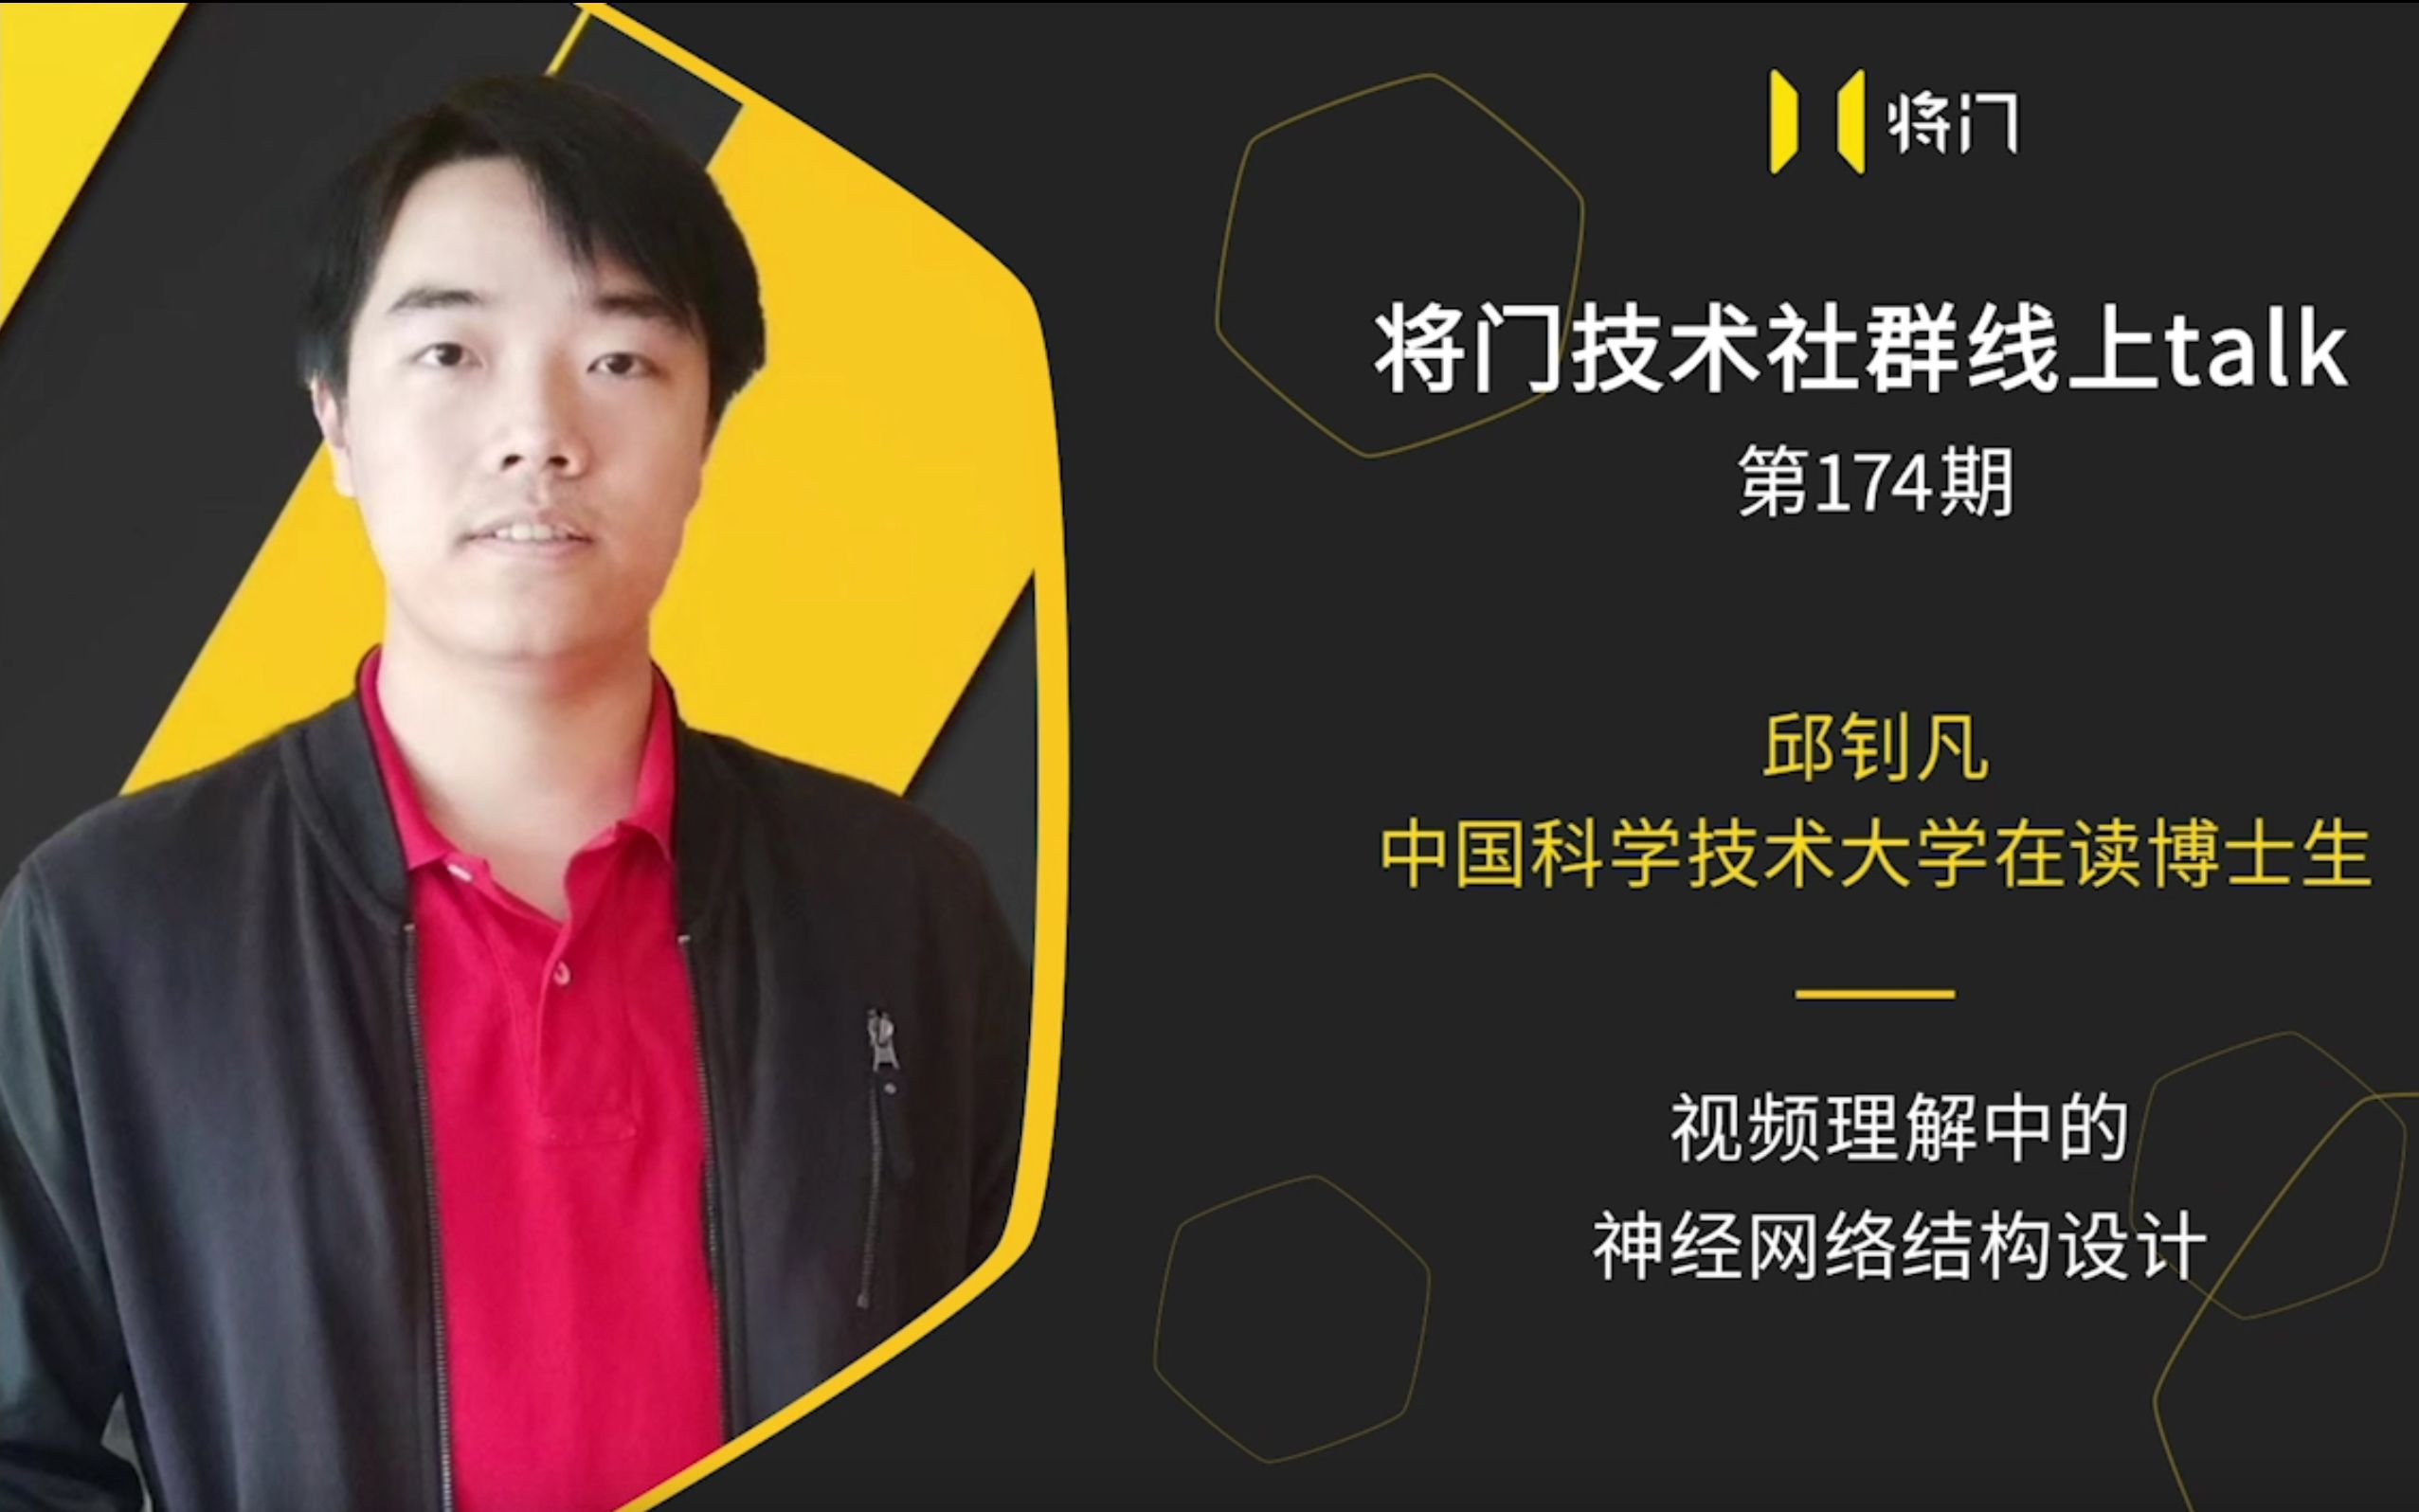 将门
将门技术社群线上talk
第174期
邱钊凡
中国科学技术大学在读博士生
视频理解中的
神经网络结构设计